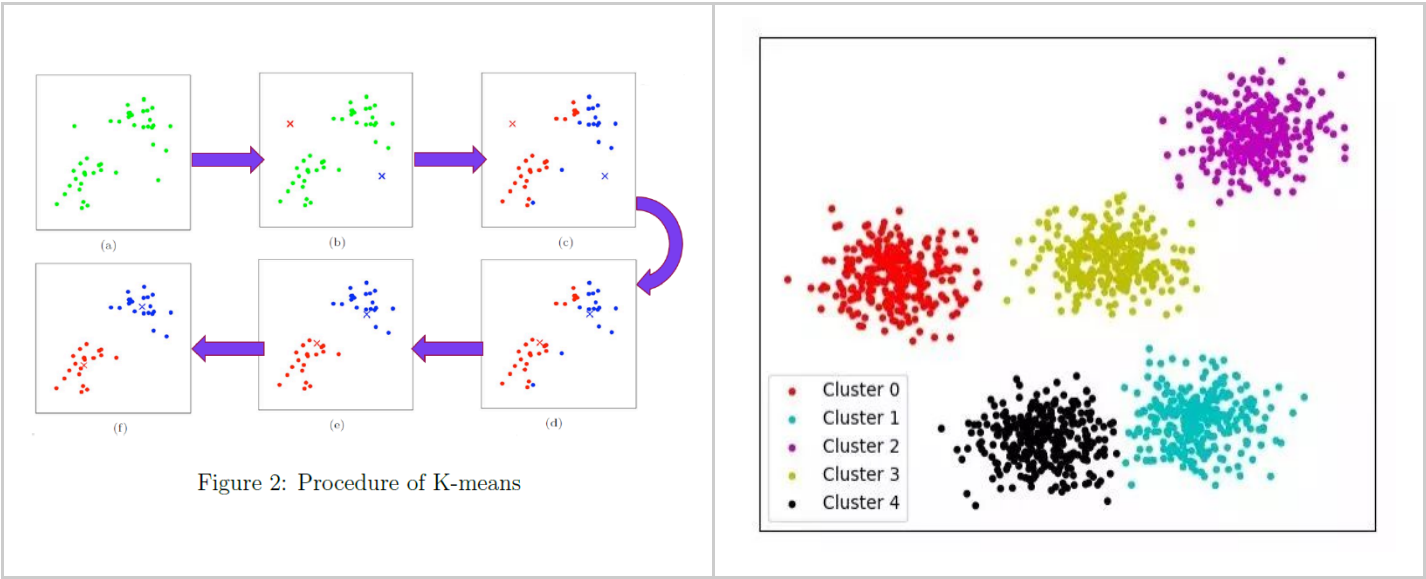 (a)
(b)
(c)
(f)
(e)
(d)
Figure 2: Procedure of K-means
Cluster 0
Cluster 1
Cluster 2
Cluster 3
Cluster 4